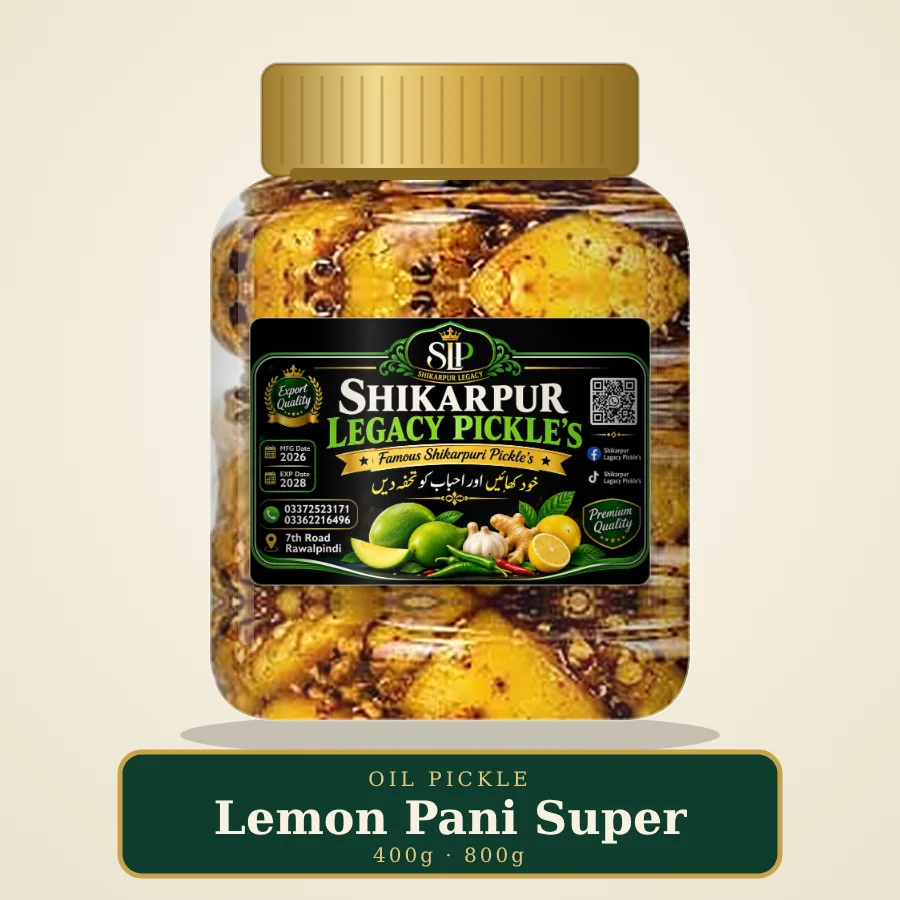 SLP
SHIKARPUR LEGACY
Export
Quality
SHIKARPUR
LEGACY PICKLE'S
Famous Shikarpuri Pickle's
خود کھائیں اور احباب کو تحفہ دیں
MFG Date
2026
EXP Date
2028
03372523171
03362216496
7th Road
Rawalpindi
Shikarpur
Legacy Pickle's
Shikarpur
Legacy Pickle's
Premium
Quality
OIL PICKLE
Lemon Pani Super
400g · 800g